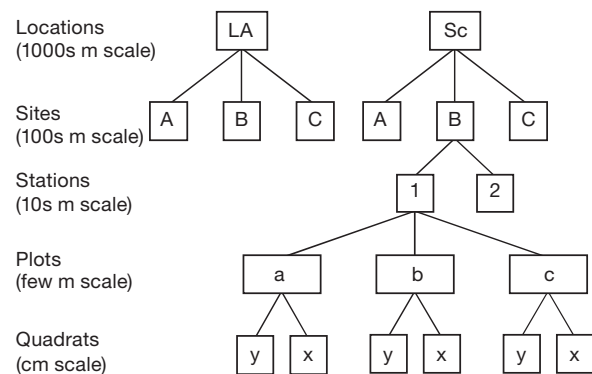 Locations
(1000s m scale)
LA Sc
Sites
(100s m scale)
A B C A B C
Stations
(10s m scale)
1 2
Plots
(few m scale)
a b c
Quadrats
(cm scale)
y x y x y x